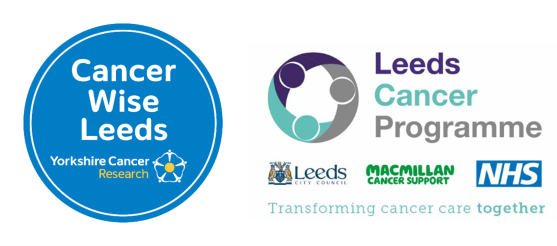 Cancer
Wise
Leeds
Yorkshire Cancer
Research
Leeds
Cancer
Programme
Leeds
CITY COUNCIL
MACMILLAN
CANCER SUPPORT
NHS
Transforming cancer care together